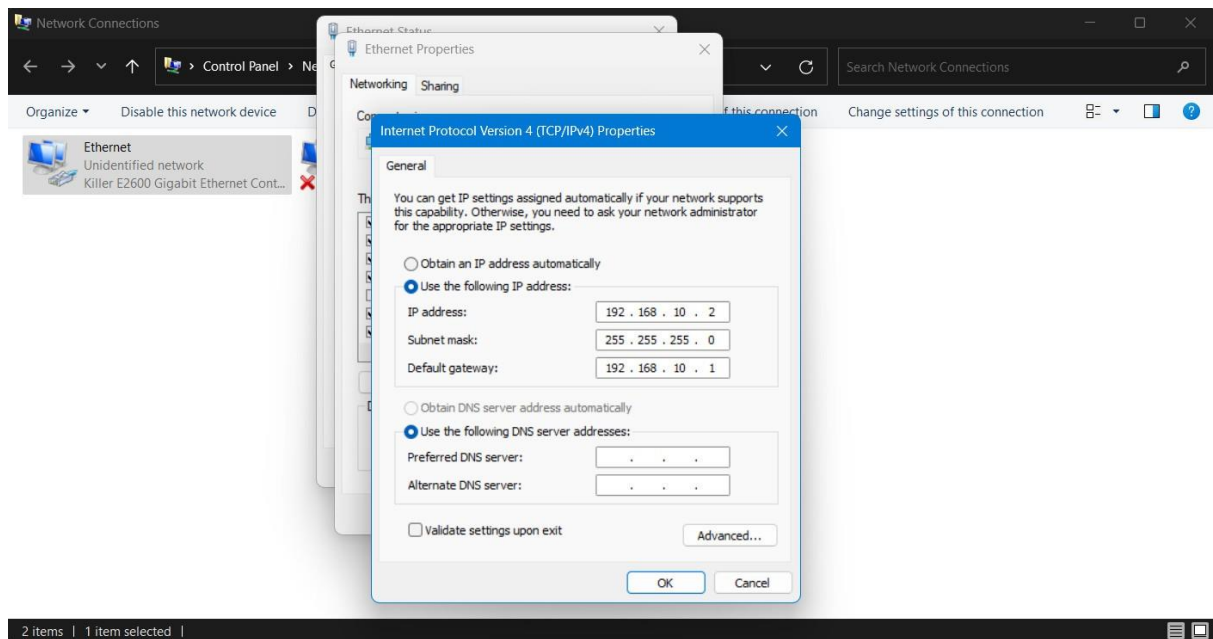 Network Connections
Ethernet Status
Ethernet Properties
Control Panel
Search Network Connections
Networking
Sharing
Organize
Disable this network device
this connection
Change settings of this connection
Internet Protocol Version 4 (TCP/IPv4) Properties
Ethernet
Unidentified network
Killer E2600 Gigabit Ethernet Cont...
General
You can get IP settings assigned automatically if your network supports
this capability. Otherwise, you need to ask your network administrator
for the appropriate IP settings.
Obtain an IP address automatically
Use the following IP address:
IP address:
192 . 168 . 10 . 2
Subnet mask:
255 . 255 . 255 . 0
Default gateway:
192 . 168 . 10 . 1
Obtain DNS server address automatically
Use the following DNS server addresses:
Preferred DNS server:
. . .
Alternate DNS server:
. . .
Validate settings upon exit
Advanced...
OK
Cancel
2 items
1 item selected